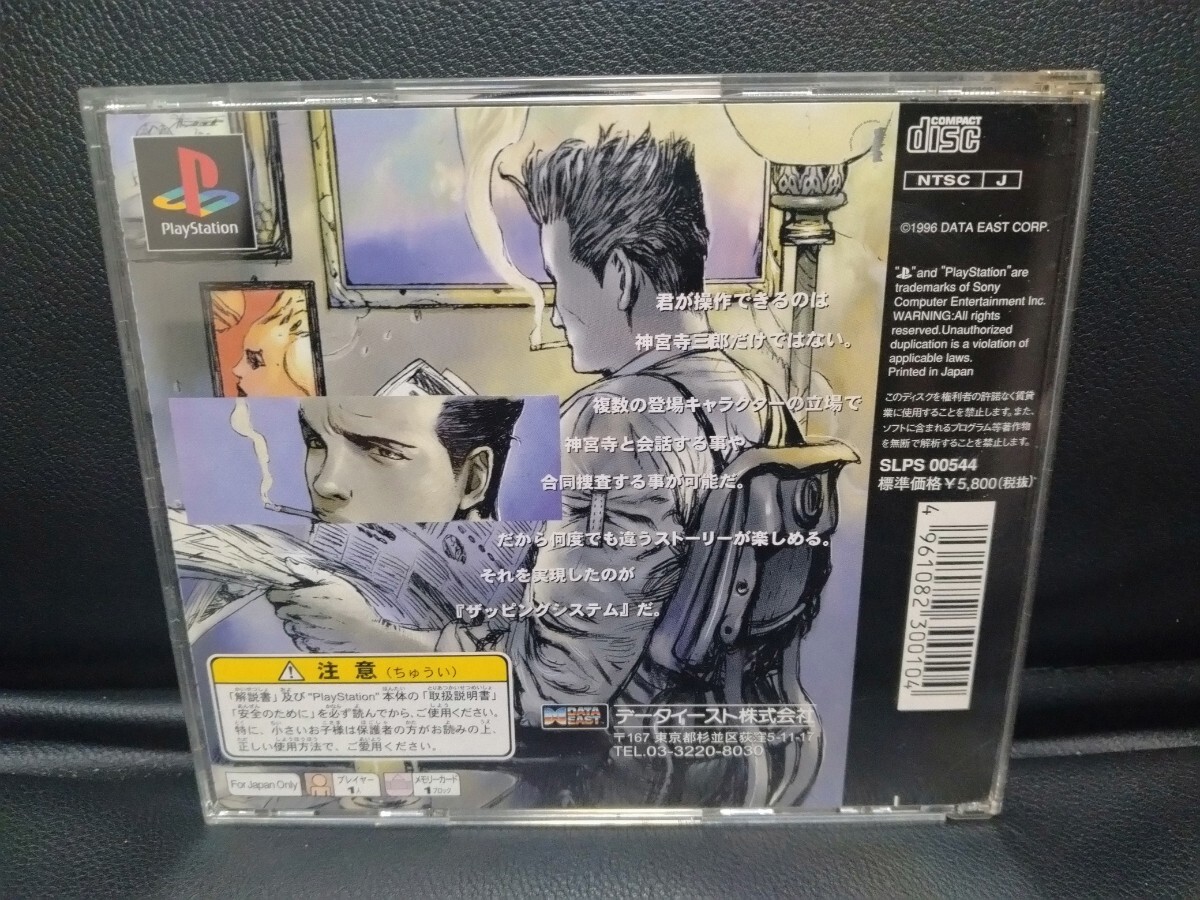 PlayStation
君が操作できるのは
神宮寺三郎だけではない。
複数の登場キャラクターの立場で
神宮寺と会話する事や
合同捜査する事が可能だ。
だから何度でも違うストーリーが楽しめる。
それを実現したのが
『ザッピングシステム』だ。
注意(ちゅうい)
「解説書」及び"PlayStation"本体の「取扱説明書」
「安全のために」を必ず読んでから、ご使用ください。
特に、小さいお子様は保護者の方がお読みの上、
正しい使用方法で、ご愛用ください。
For Japan Only
プレイヤー
1人
メモリーカード
1ブロック
DATA
EAST
データイースト株式会社
〒167 東京都杉並区荻窪5-11-17
TEL.03-3220-8030
COMPACT
disc
NTSC J
©1996 DATA EAST CORP.
"PS"and "PlayStation"are
trademarks of Sony
Computer Entertainment Inc.
WARNING:All rights
reserved.Unauthorized
duplication is a violation of
applicable laws.
Printed in Japan
このディスクを権利者の許諾なく賃貸
業に使用することを禁止します。また、
ソフトに含まれるプログラム等著作物
を無断で解析することを禁止します。
SLPS 00544
標準価格¥5,800(税抜)
4 961082 300104